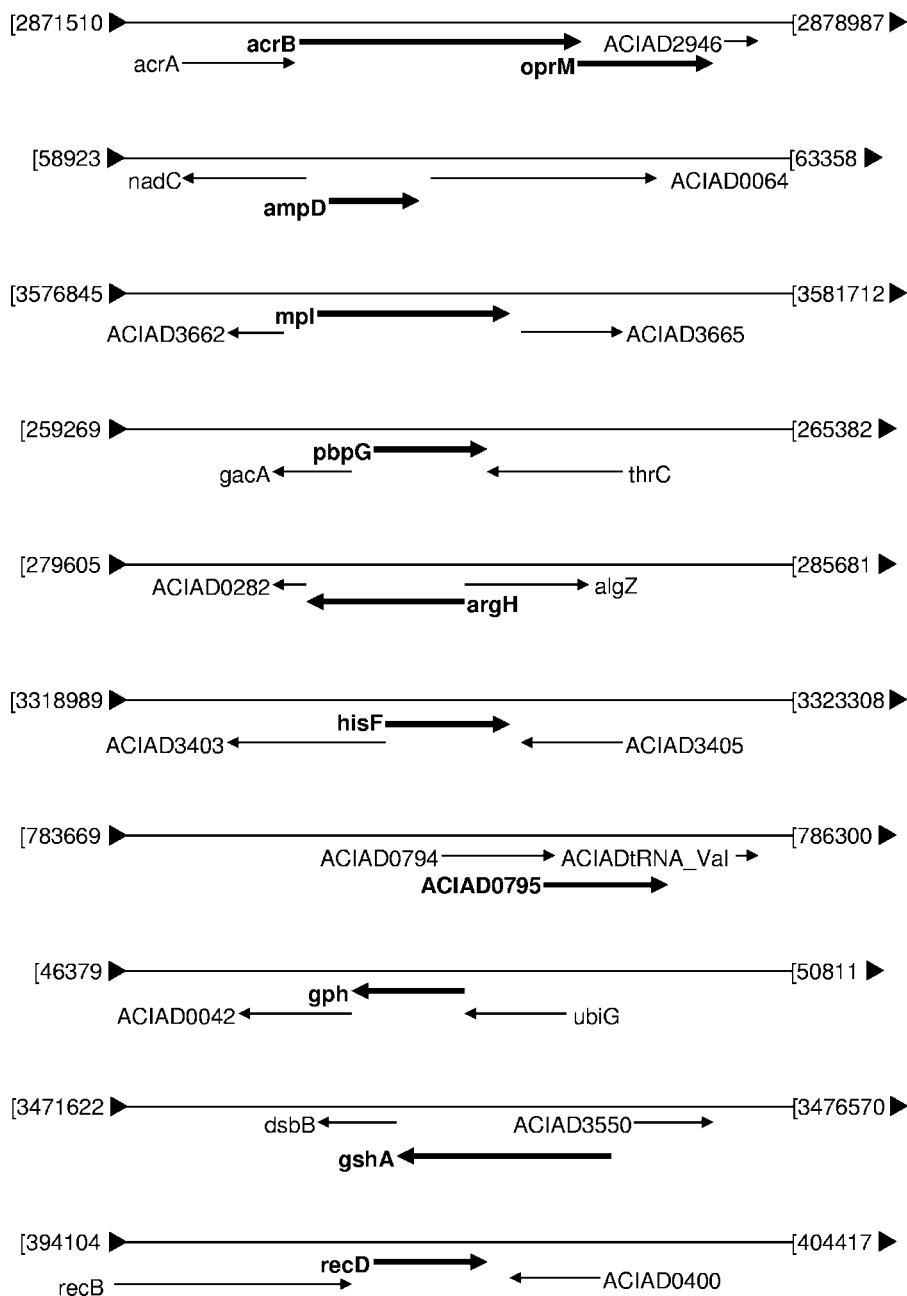 [2871510 [2878987
acrB ACIAD2946
acrA oprM
[58923 [63358
nadC ACIAD0064
ampD
[3576845 [3581712
mpl
ACIAD3662 ACIAD3665
[259269 [265382
pbpG
gacA thrC
[279605 [285681
ACIAD0282 algZ
argH
[3318989 [3323308
hisF
ACIAD3403 ACIAD3405
[783669 [786300
ACIAD0794 ACIADtRNA_Val
ACIAD0795
[46379 [50811
gph
ACIAD0042 ubiG
[3471622 [3476570
dsbB ACIAD3550
gshA
[394104 [404417
recD
recB ACIAD0400